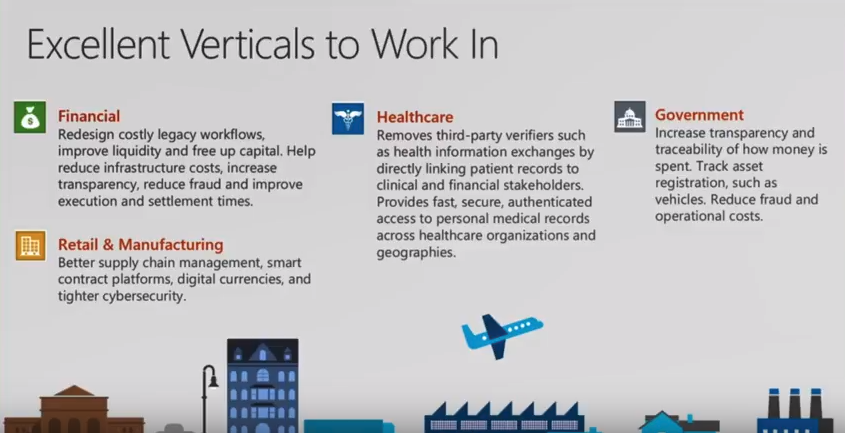 Excellent Verticals to Work In
Financial
Redesign costly legacy workflows,
improve liquidity and free up capital. Help
reduce infrastructure costs, increase
transparency, reduce fraud and improve
execution and settlement times.
Retail & Manufacturing
Better supply chain management, smart
contract platforms, digital currencies, and
tighter cybersecurity.
Healthcare
Removes third-party verifiers such
as health information exchanges by
directly linking patient records to
clinical and financial stakeholders.
Provides fast, secure, authenticated
access to personal medical records
across healthcare organizations and
geographies.
Government
Increase transparency and
traceability of how money is
spent. Track asset
registration, such as
vehicles. Reduce fraud and
operational costs.